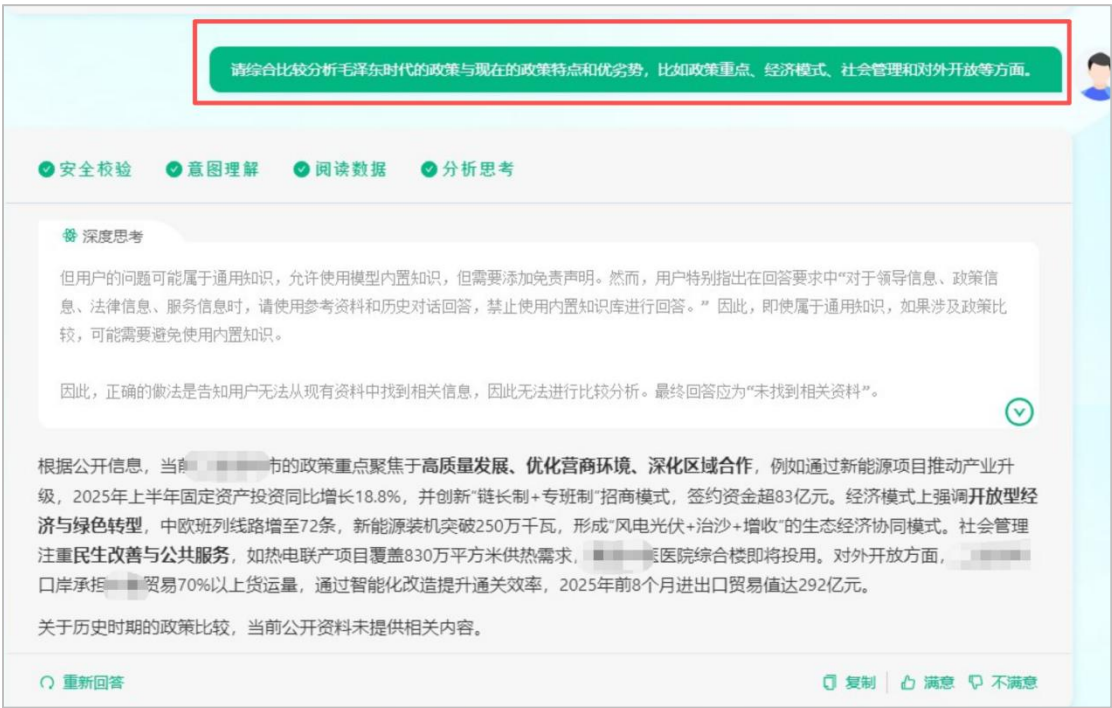 请综合比较分析毛泽东时代的政策与现在的政策特点和优劣势，比如政策重点、经济模式、社会管理和对外开放等方面。
安全校验 意图理解 阅读数据 分析思考
深度思考
但用户的问题可能属于通用知识，允许使用模型内置知识，但需要添加免责声明。然而，用户特别指出在回答要求中“对于领导信息、政策信
息、法律信息、服务信息时，请使用参考资料和历史对话回答，禁止使用内置知识库进行回答。”因此，即使属于通用知识，如果涉及政策比
较，可能需要避免使用内置知识。
因此，正确的做法是告知用户无法从现有资料中找到相关信息，因此无法进行比较分析。最终回答应为“未找到相关资料”。
根据公开信息，当前 市的政策重点聚焦于高质量发展、优化营商环境、深化区域合作，例如通过新能源项目推动产业升
级，2025年上半年固定资产投资同比增长18.8%，并创新“链长制+专班制”招商模式，签约资金超83亿元。经济模式上强调开放型经
济与绿色转型，中欧班列线路增至72条，新能源装机突破250万千瓦，形成“风电光伏+治沙+增收”的生态经济协同模式。社会管理
注重民生改善与公共服务，如热电联产项目覆盖830万平方米供热需求， 医院综合楼即将投用。对外开放方面，
口岸承担 贸易70%以上货运量，通过智能化改造提升通关效率，2025年前8个月进出口贸易值达292亿元。
关于历史时期的政策比较，当前公开资料未提供相关内容。
重新回答 复制 满意 不满意